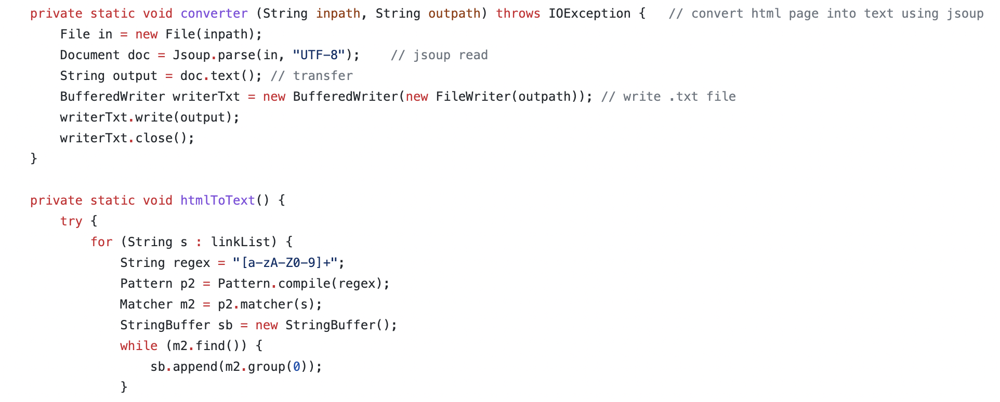 private static void converter (String inpath, String outpath) throws IOException {   // convert html page into text using jsoup
    File in = new File(inpath);
    Document doc = Jsoup.parse(in, "UTF-8");    // jsoup read
    String output = doc.text(); // transfer
    BufferedWriter writerTxt = new BufferedWriter(new FileWriter(outpath)); // write .txt file
    writerTxt.write(output);
    writerTxt.close();
}

private static void htmlToText() {
    try {
        for (String s : linkList) {
            String regex = "[a-zA-Z0-9]+";
            Pattern p2 = Pattern.compile(regex);
            Matcher m2 = p2.matcher(s);
            StringBuffer sb = new StringBuffer();
            while (m2.find()) {
                sb.append(m2.group(0));
            }